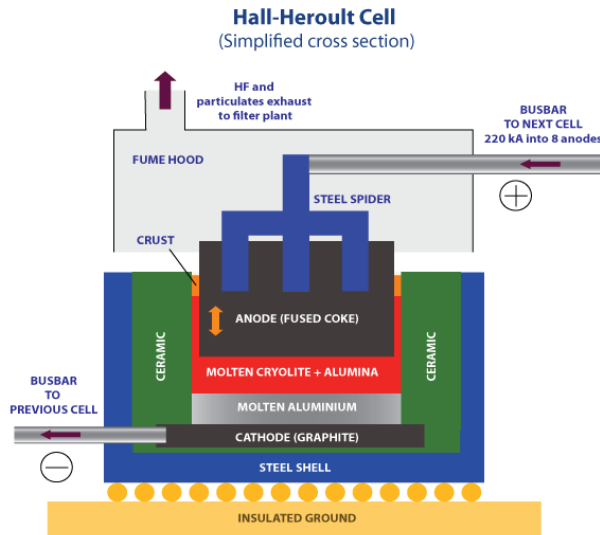 Hall-Heroult Cell
(Simplified cross section)
HF and
particulates exhaust
to filter plant
BUSBAR
TO NEXT CELL
220 kA into 8 anodes
FUME HOOD
+
STEEL SPIDER
CRUST
ANODE (FUSED COKE)
CERAMIC
CERAMIC
MOLTEN CRYOLITE + ALUMINA
BUSBAR
TO
PREVIOUS CELL
MOLTEN ALUMINIUM
CATHODE (GRAPHITE)
−
STEEL SHELL
INSULATED GROUND